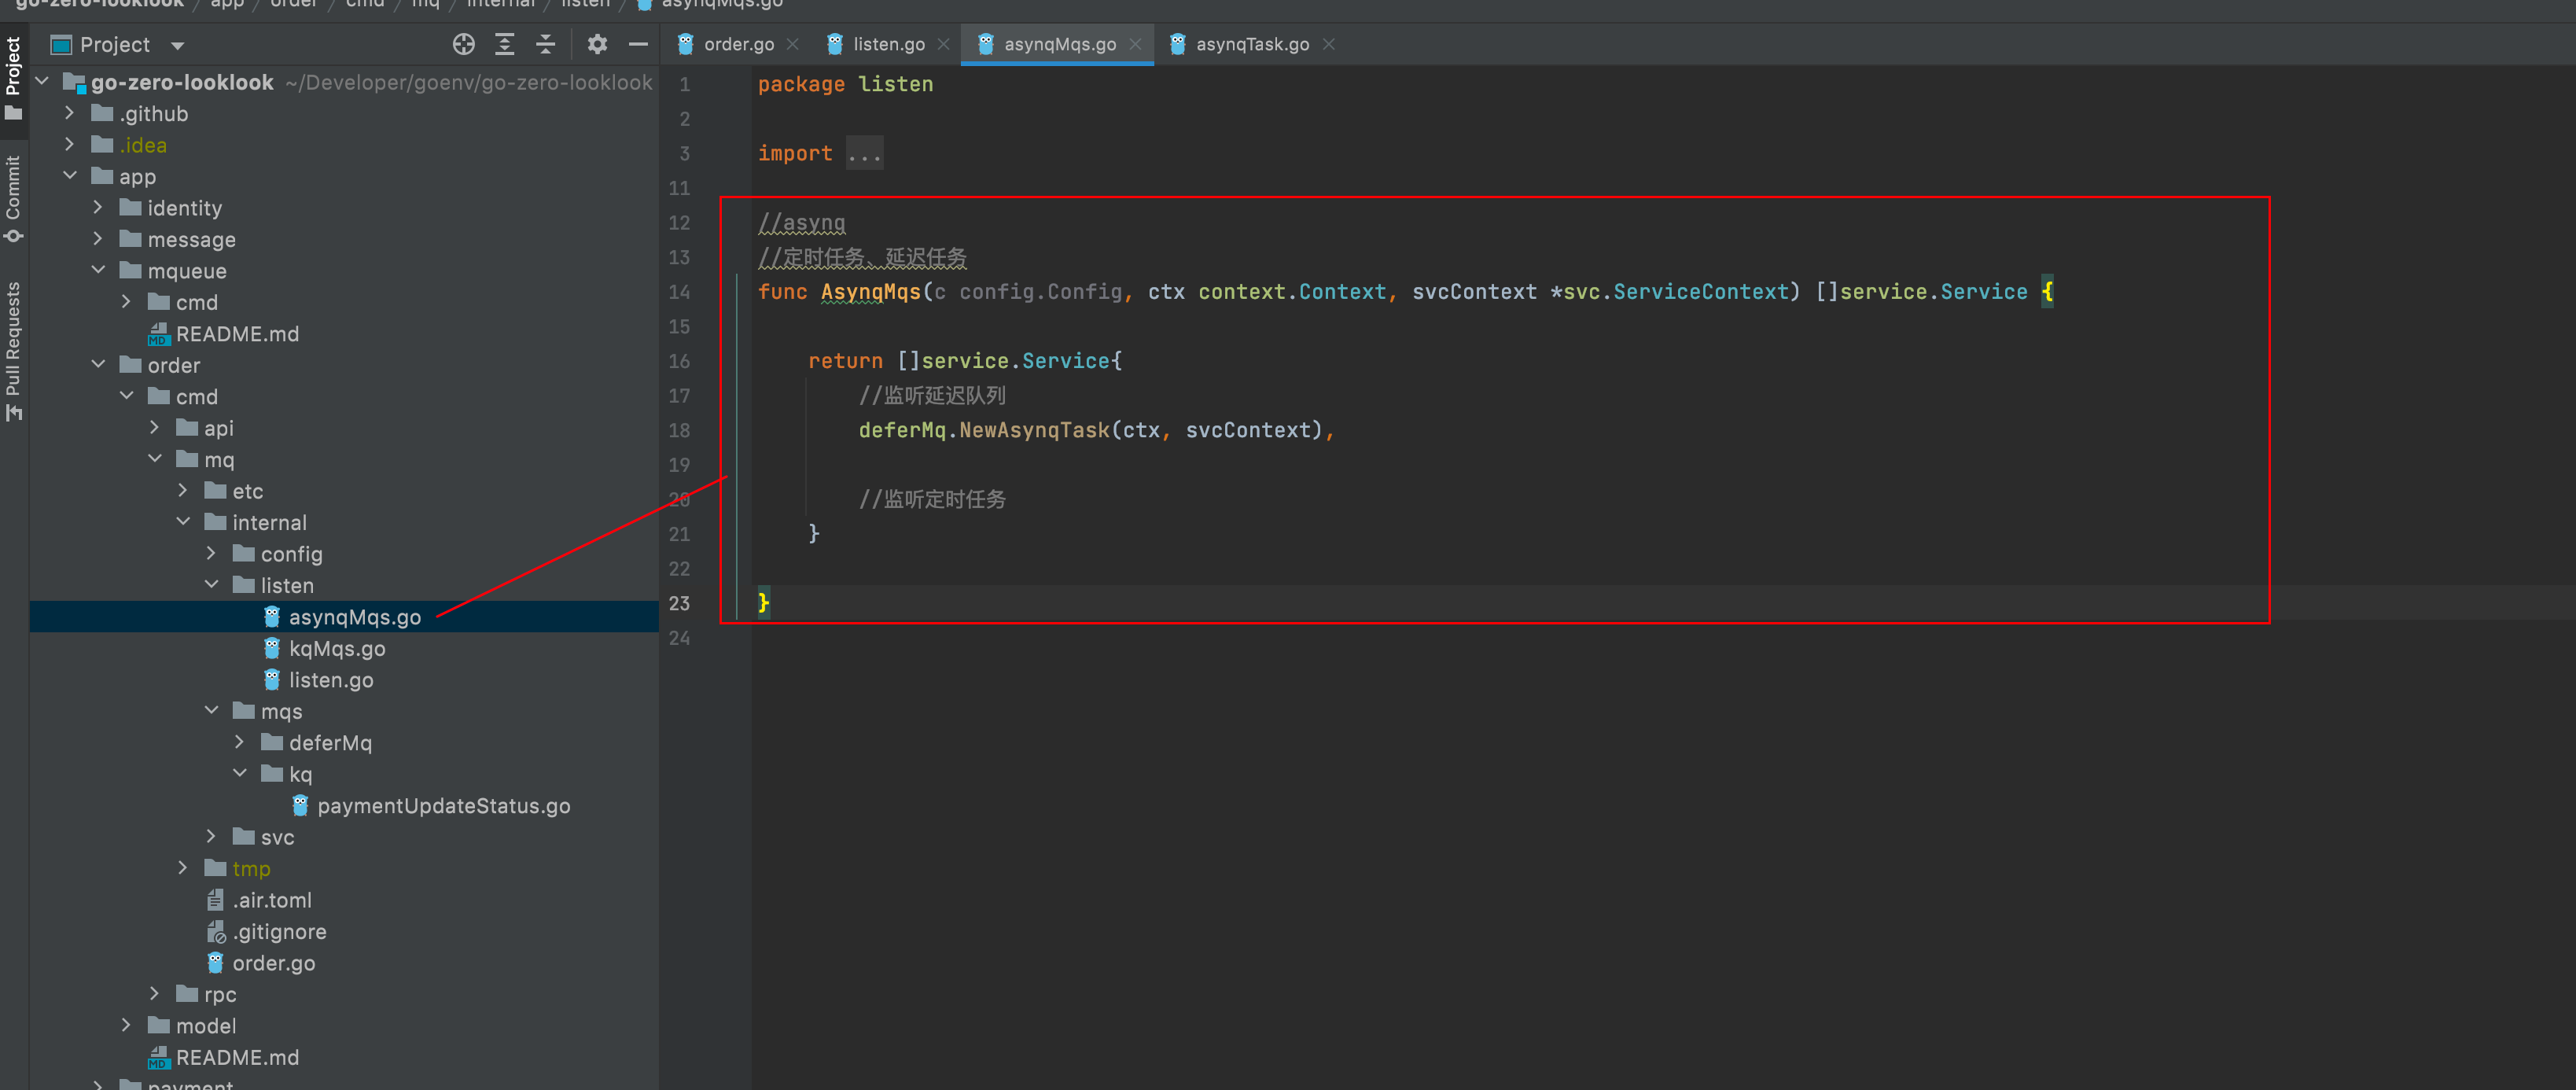 go-zero-looklook / app / order / cmd / mq / internal / listen / asynqMqs.go
Project
Commit
Pull Requests
Project
go-zero-looklook ~/Developer/goenv/go-zero-looklook
.github
.idea
app
identity
message
mqueue
cmd
README.md
order
cmd
api
mq
etc
internal
config
listen
asynqMqs.go
kqMqs.go
listen.go
mqs
deferMq
kq
paymentUpdateStatus.go
svc
tmp
.air.toml
.gitignore
order.go
rpc
model
README.md
payment
order.go
listen.go
asynqMqs.go
asynqTask.go
1 package listen
2
3 import ...
11
12 //asynq
13 //定时任务、延迟任务
14 func AsynqMqs(c config.Config, ctx context.Context, svcContext *svc.ServiceContext) []service.Service {
15
16 return []service.Service{
17 //监听延迟队列
18 deferMq.NewAsynqTask(ctx, svcContext),
19
20 //监听定时任务
21 }
22
23 }
24